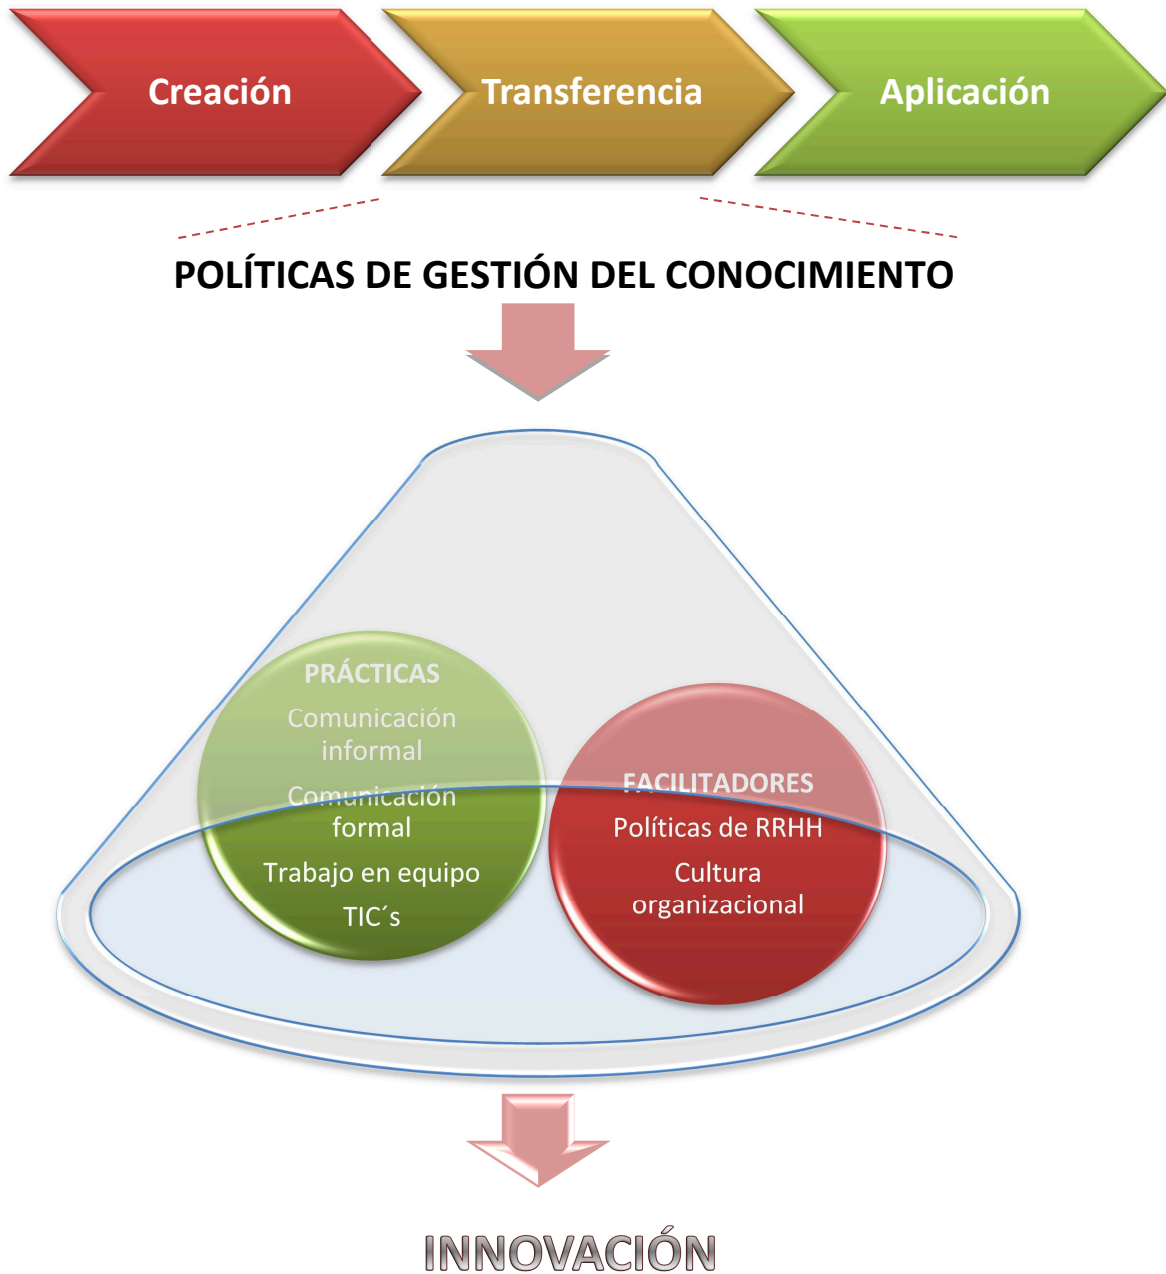 Creación
Transferencia
Aplicación
POLÍTICAS DE GESTIÓN DEL CONOCIMIENTO
PRÁCTICAS
Comunicación
informal
Comunicación
formal
Trabajo en equipo
TIC´s
FACILITADORES
Políticas de RRHH
Cultura
organizacional
INNOVACIÓN